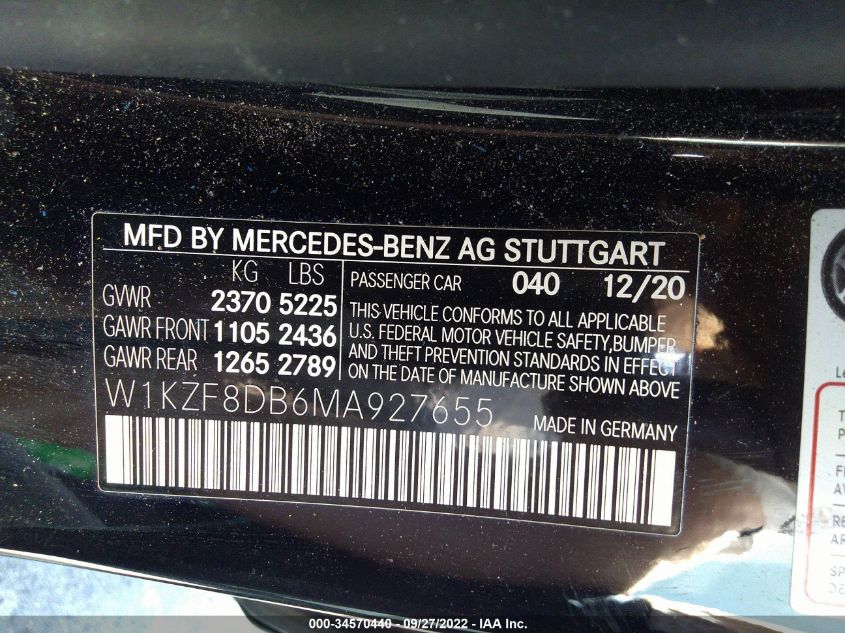 MFD BY MERCEDES-BENZ AG STUTTGART
KG LBS
GVWR 2370 5225
GAWR FRONT 1105 2436
GAWR REAR 1265 2789
PASSENGER CAR 040 12/20
THIS VEHICLE CONFORMS TO ALL APPLICABLE
U.S. FEDERAL MOTOR VEHICLE SAFETY,BUMPER
AND THEFT PREVENTION STANDARDS IN EFFECT
ON THE DATE OF MANUFACTURE SHOWN ABOVE
W1KZF8DB6MA927655
MADE IN GERMANY
000-34570440 - 09/27/2022 - IAA Inc.